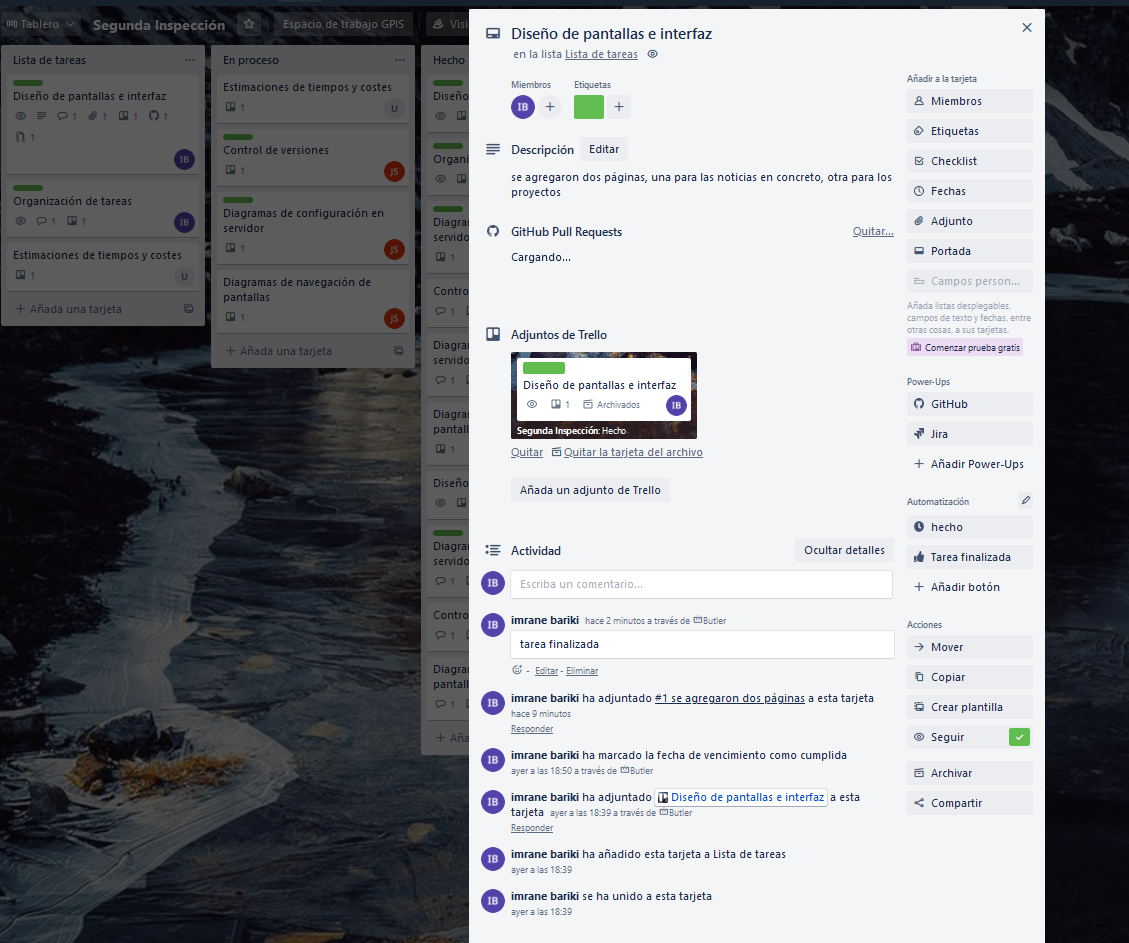 Tablero
Segunda Inspección
Espacio de trabajo GPIS
Visi
Lista de tareas
Diseño de pantallas e interfaz
1
1
1
1
1
IB
Organización de tareas
1
1
IB
Estimaciones de tiempos y costes
1
U
Añada una tarjeta
En proceso
Estimaciones de tiempos y costes
1
U
Control de versiones
1
JS
Diagramas de configuración en
servidor
1
JS
Diagramas de navegación de
pantallas
1
JS
Añada una tarjeta
Hecho
Diseño
Organi
Diagra
servido
1
Contro
1
Diagra
servido
1
Diagra
pantall
1
Diseño
Diagra
servido
1
Contro
1
Diagra
pantall
1
Aña
Diseño de pantallas e interfaz
en la lista Lista de tareas
Miembros
Etiquetas
IB
Descripción
Editar
se agregaron dos páginas, una para las noticias en concreto, otra para los
proyectos
GitHub Pull Requests
Quitar...
Cargando...
Adjuntos de Trello
Diseño de pantallas e interfaz
1
Archivados
IB
Segunda Inspección: Hecho
Quitar
Quitar la tarjeta del archivo
Añada un adjunto de Trello
Actividad
Ocultar detalles
IB
Escriba un comentario...
IB
imrane bariki hace 2 minutos a través de Butler
tarea finalizada
- Editar - Eliminar
IB
imrane bariki ha adjuntado #1 se agregaron dos páginas a esta tarjeta
hace 9 minutos
Responder
IB
imrane bariki ha marcado la fecha de vencimiento como cumplida
ayer a las 18:50 a través de Butler
IB
imrane bariki ha adjuntado Diseño de pantallas e interfaz a esta
tarjeta ayer a las 18:39 a través de Butler
Responder
IB
imrane bariki ha añadido esta tarjeta a Lista de tareas
ayer a las 18:39
IB
imrane bariki se ha unido a esta tarjeta
ayer a las 18:39
Añadir a la tarjeta
Miembros
Etiquetas
Checklist
Fechas
Adjunto
Portada
Campos person...
Añada listas desplegables,
campos de texto y fechas, entre
otras cosas, a sus tarjetas.
Comenzar prueba gratis
Power-Ups
GitHub
Jira
Añadir Power-Ups
Automatización
hecho
Tarea finalizada
Añadir botón
Acciones
Mover
Copiar
Crear plantilla
Seguir
Archivar
Compartir